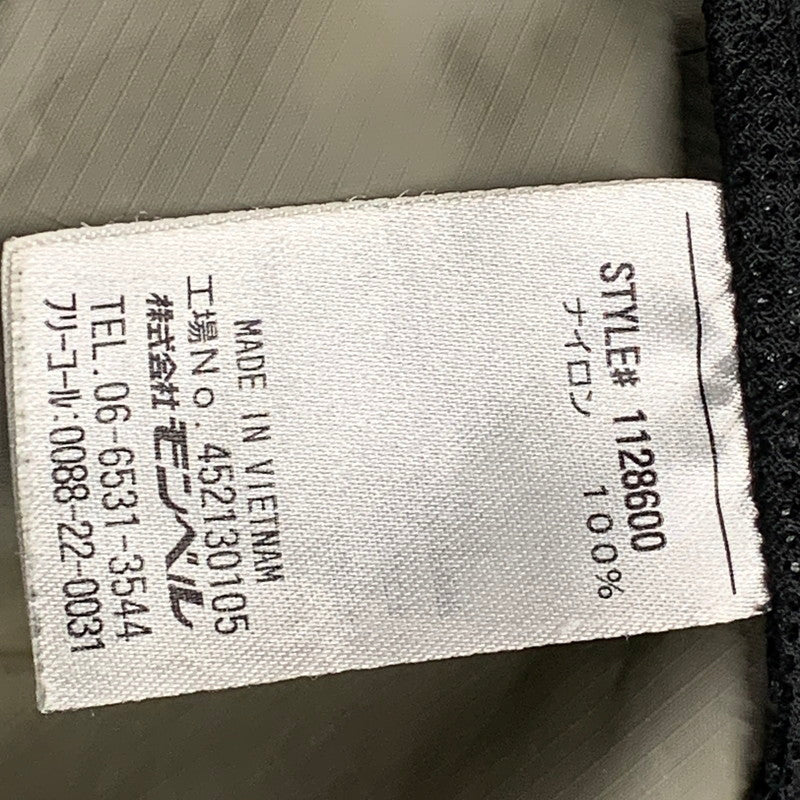 STYLE# 1128600
ナイロン 100%
MADE IN VIETNAM
工場No. 452130105
株式会社モンベル
TEL. 06-6531-3544
フリーコール:0088-22-0031